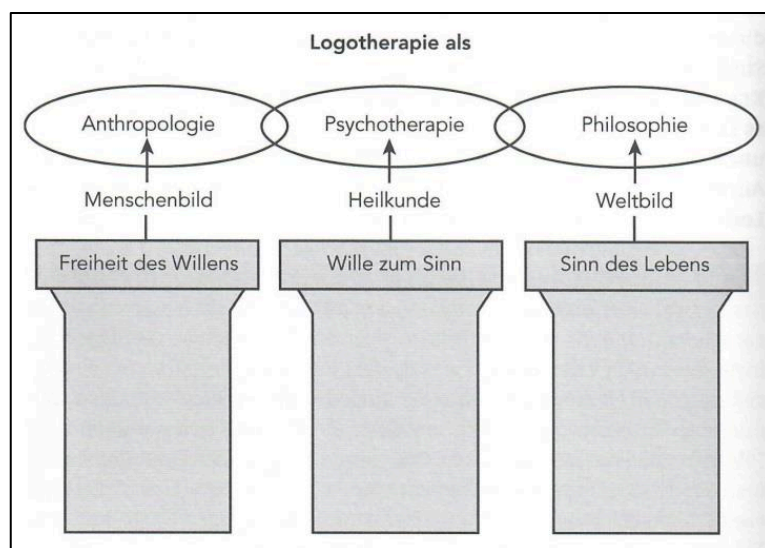 Logotherapie als
Anthropologie Psychotherapie Philosophie
Menschenbild Heilkunde Weltbild
Freiheit des Willens Wille zum Sinn Sinn des Lebens